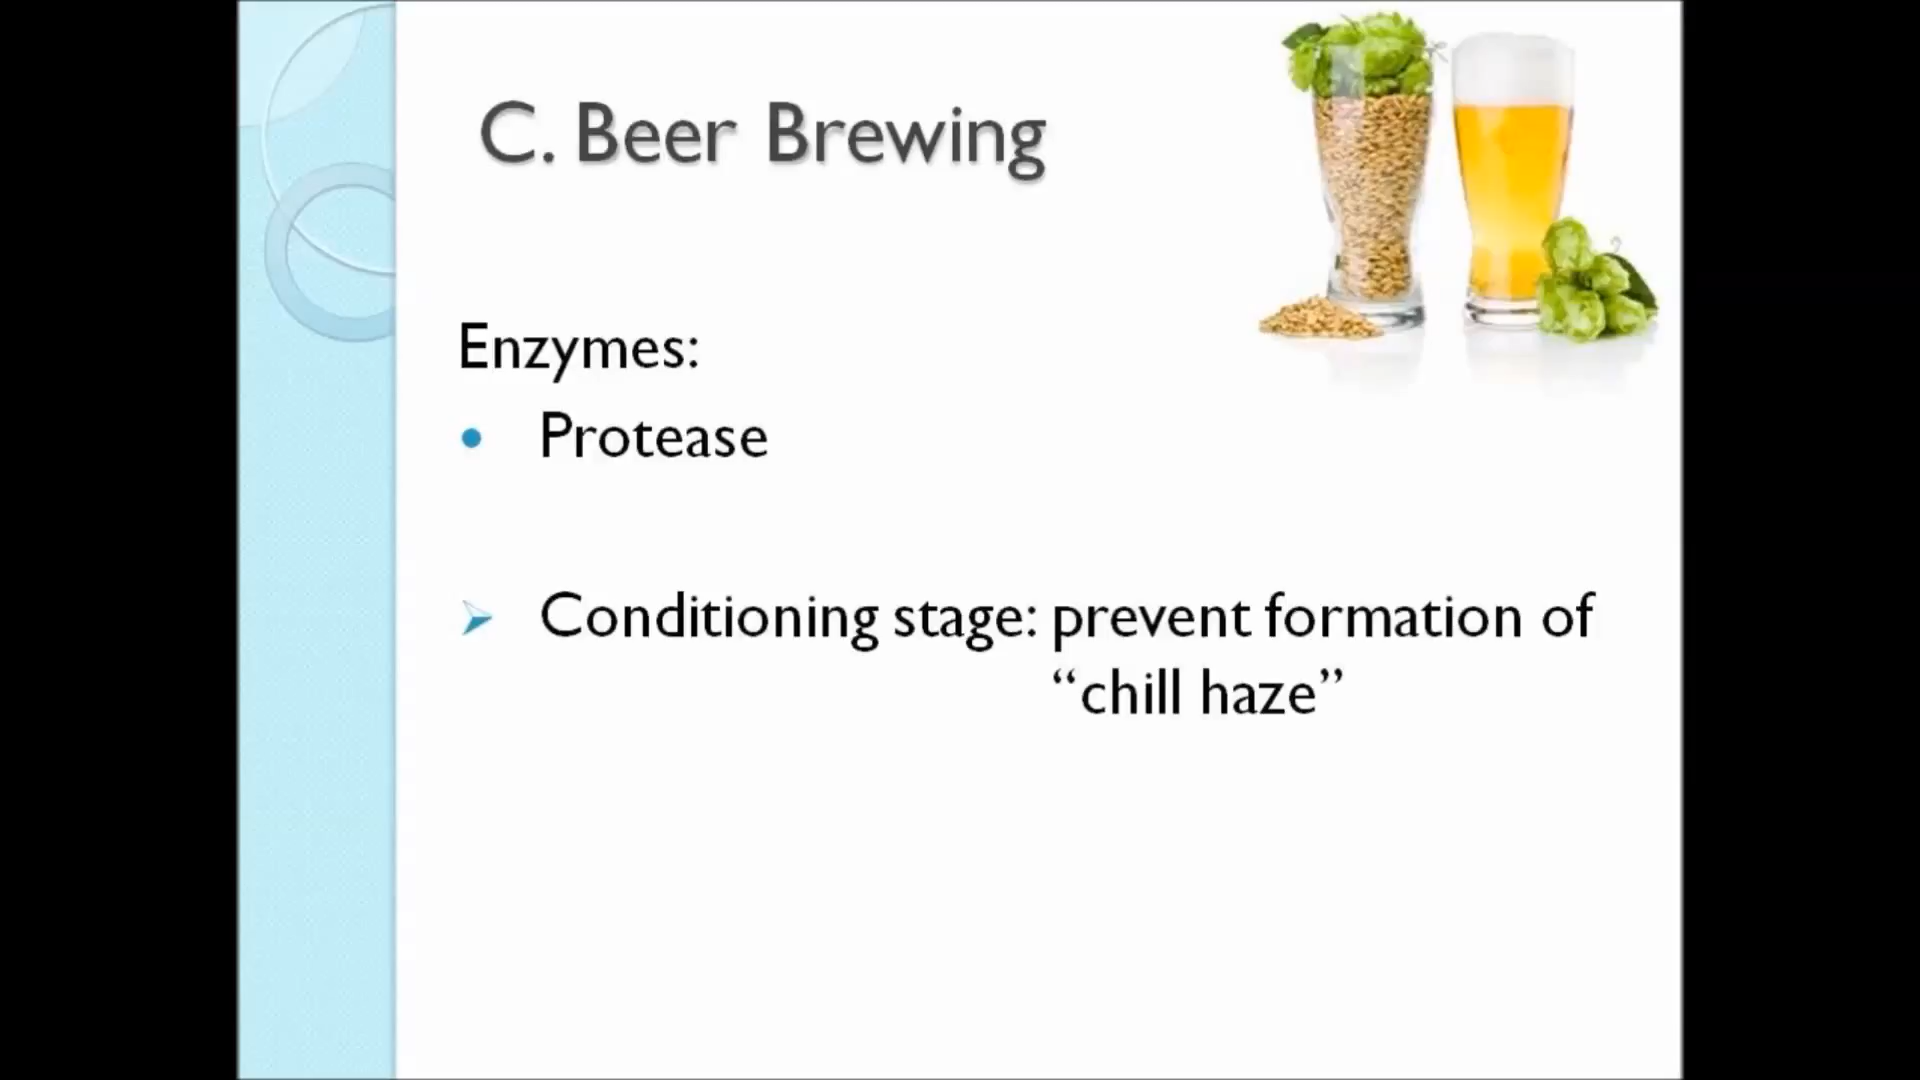 C. Beer Brewing
Enzymes:
• Protease
➢ Conditioning stage: prevent formation of
“chill haze”